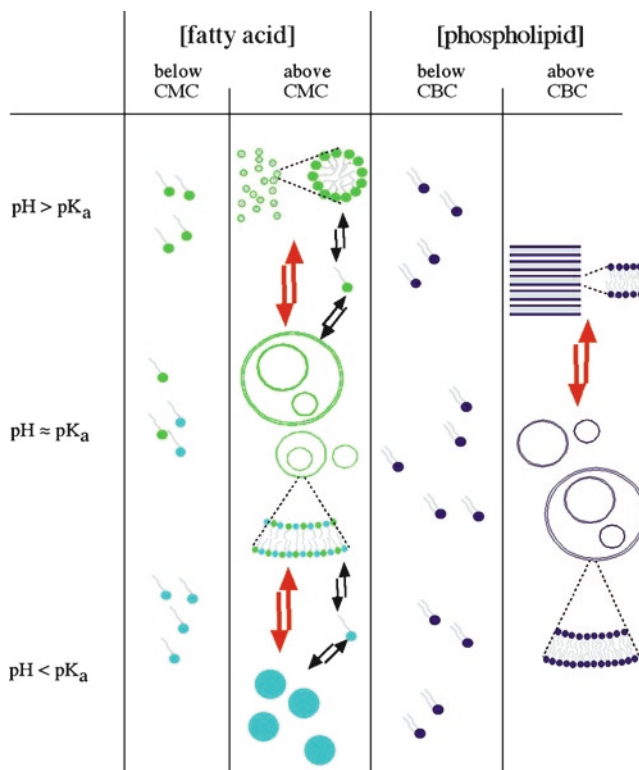 [fatty acid] [phospholipid]
below above below above
CMC CMC CBC CBC
pH > pKa
pH ≈ pKa
pH < pKa